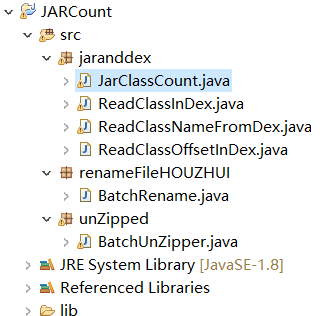 JARCount
src
jaranddex
JarClassCount.java
ReadClassInDex.java
ReadClassNameFromDex.java
ReadClassOffsetInDex.java
renameFileHOUZHUI
BatchRename.java
unZipped
BatchUnZipper.java
JRE System Library [JavaSE-1.8]
Referenced Libraries
lib